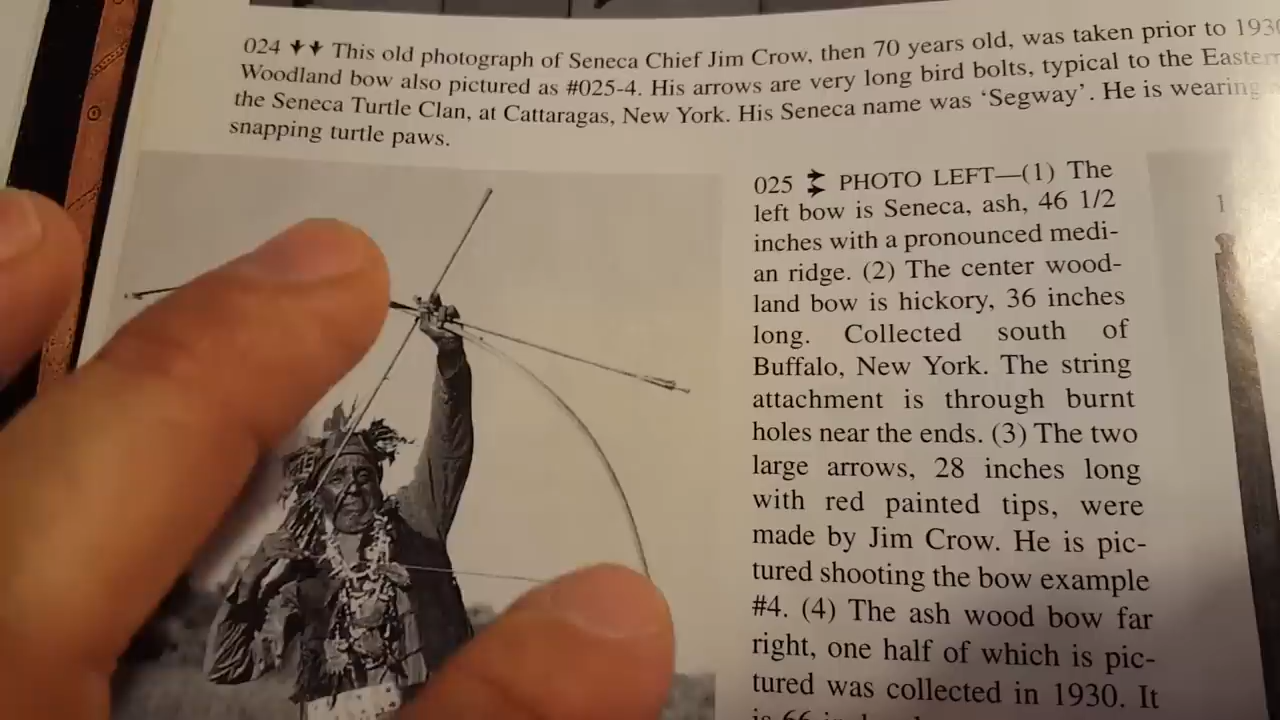 024 This old photograph of Seneca Chief Jim Crow, then 70 years old, was taken prior to 1930
Woodland bow also pictured as #025-4. His arrows are very long bird bolts, typical to the Eastern
the Seneca Turtle Clan, at Cattaragas, New York. His Seneca name was ‘Segway’. He is wearing
snapping turtle paws.
025 PHOTO LEFT—(1) The
left bow is Seneca, ash, 46 1/2
inches with a pronounced medi-
an ridge. (2) The center wood-
land bow is hickory, 36 inches
long. Collected south of
Buffalo, New York. The string
attachment is through burnt
holes near the ends. (3) The two
large arrows, 28 inches long
with red painted tips, were
made by Jim Crow. He is pic-
tured shooting the bow example
#4. (4) The ash wood bow far
right, one half of which is pic-
tured was collected in 1930. It
is 66
1